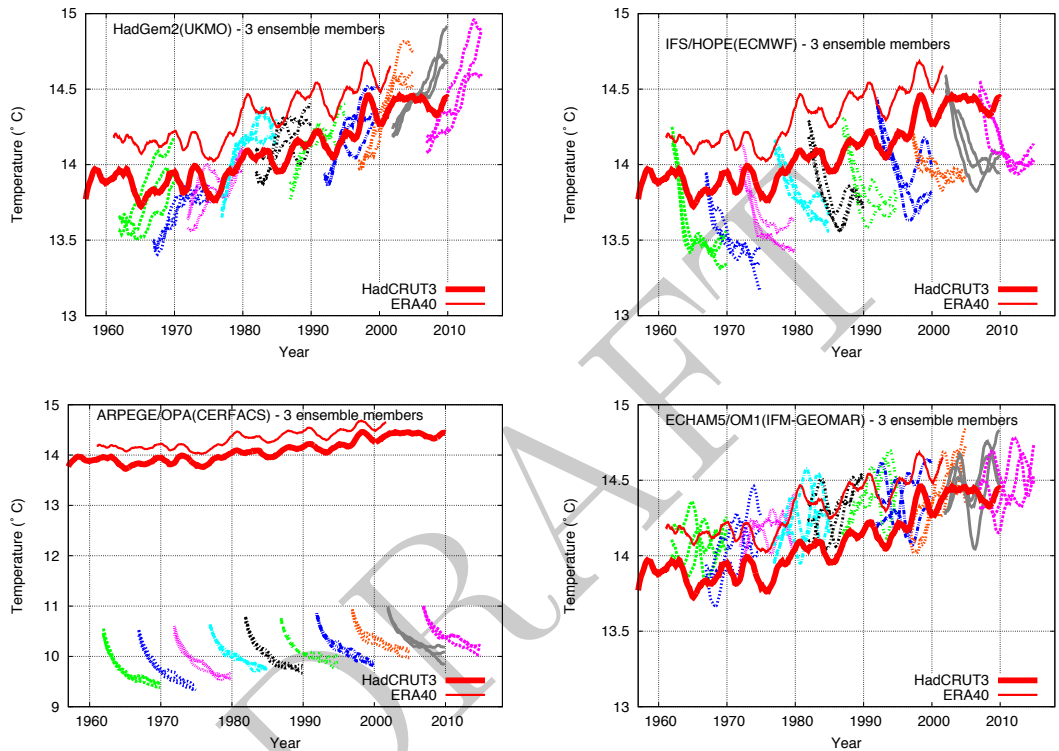 HadGem2(UKMO) - 3 ensemble members
Temperature (° C)
15
14.5
14
13.5
13
1960 1970 1980 1990 2000 2010
Year
HadCRUT3
ERA40
IFS/HOPE(ECMWF) - 3 ensemble members
Temperature (° C)
15
14.5
14
13.5
13
1960 1970 1980 1990 2000 2010
Year
HadCRUT3
ERA40
ARPEGE/OPA(CERFACS) - 3 ensemble members
Temperature (° C)
15
14
13
12
11
10
9
1960 1970 1980 1990 2000 2010
Year
HadCRUT3
ERA40
ECHAM5/OM1(IFM-GEOMAR) - 3 ensemble members
Temperature (° C)
15
14.5
14
13.5
13
1960 1970 1980 1990 2000 2010
Year
HadCRUT3
ERA40
DRAFT